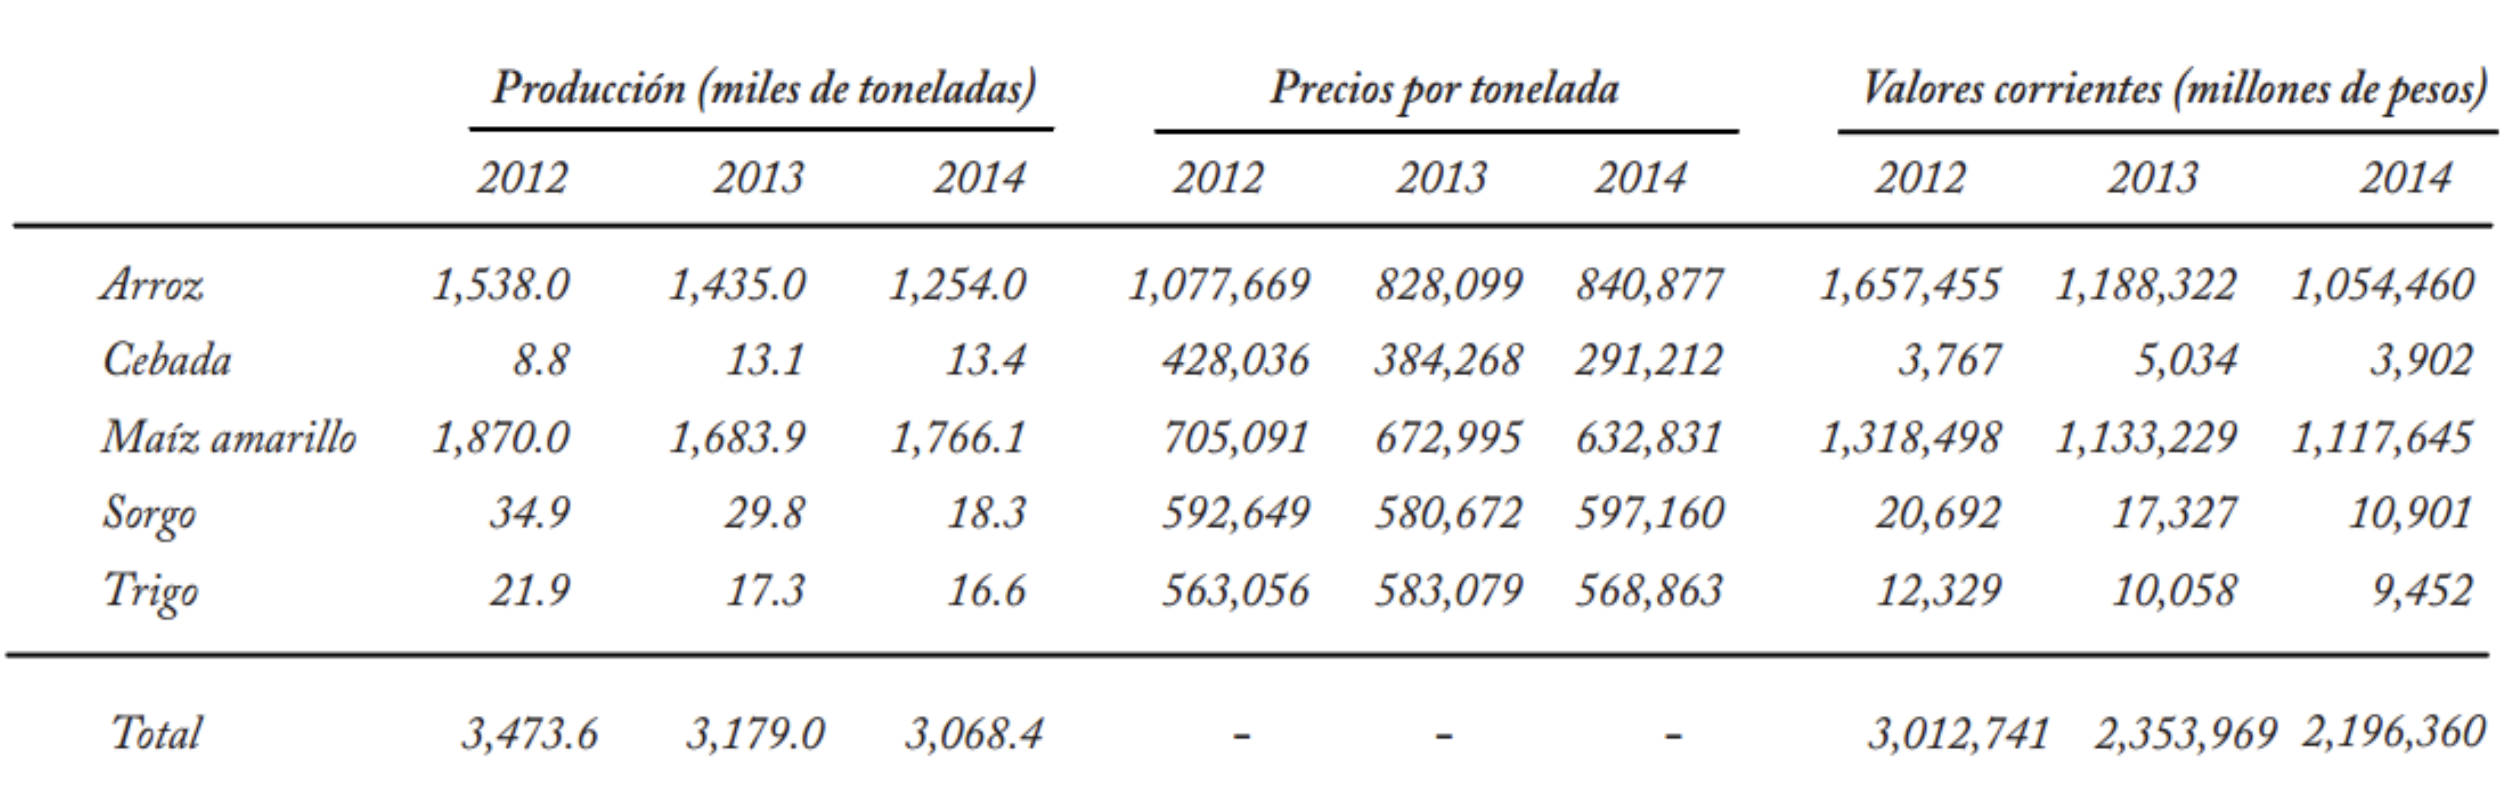 Producción (miles de toneladas) Precios por tonelada Valores corrientes (millones de pesos)
2012 2013 2014 2012 2013 2014 2012 2013 2014
Arroz 1,538.0 1,435.0 1,254.0 1,077,669 828,099 840,877 1,657,455 1,188,322 1,054,460
Cebada 8.8 13.1 13.4 428,036 384,268 291,212 3,767 5,034 3,902
Maíz amarillo 1,870.0 1,683.9 1,766.1 705,091 672,995 632,831 1,318,498 1,133,229 1,117,645
Sorgo 34.9 29.8 18.3 592,649 580,672 597,160 20,692 17,327 10,901
Trigo 21.9 17.3 16.6 563,056 583,079 568,863 12,329 10,058 9,452
Total 3,473.6 3,179.0 3,068.4 - - - 3,012,741 2,353,969 2,196,360